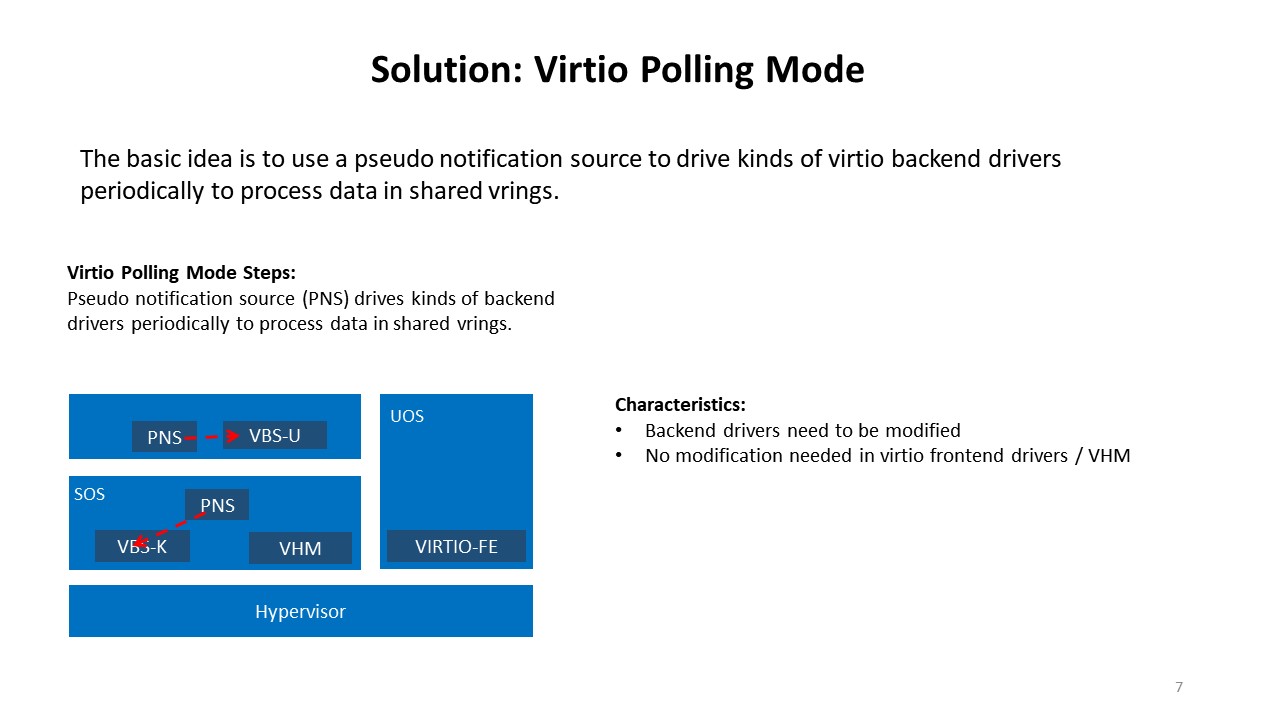 Solution: Virtio Polling Mode
The basic idea is to use a pseudo notification source to drive kinds of virtio backend drivers
periodically to process data in shared vrings.
Virtio Polling Mode Steps:
Pseudo notification source (PNS) drives kinds of backend
drivers periodically to process data in shared vrings.
PNS
VBS-U
SOS
PNS
VBS-K
VHM
UOS
VIRTIO-FE
Hypervisor
Characteristics:
• Backend drivers need to be modified
• No modification needed in virtio frontend drivers / VHM
7